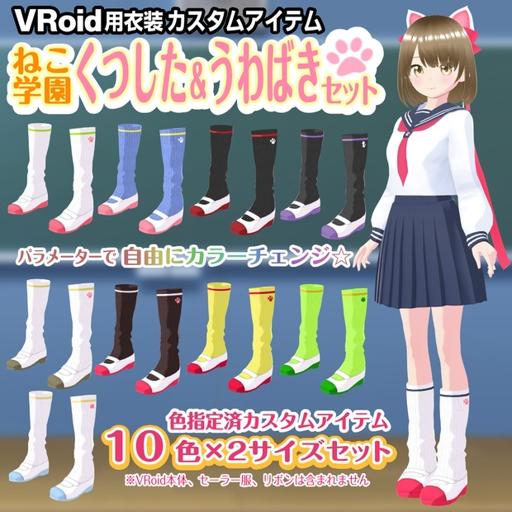 VRoid用衣装カスタムアイテム
ねこ学園くつした&うわばきセット
パラメーターで自由にカラーチェンジ☆
色指定済カスタムアイテム
10色×2サイズセット
※VRoid本体、セーラー服、リボンは含まれません